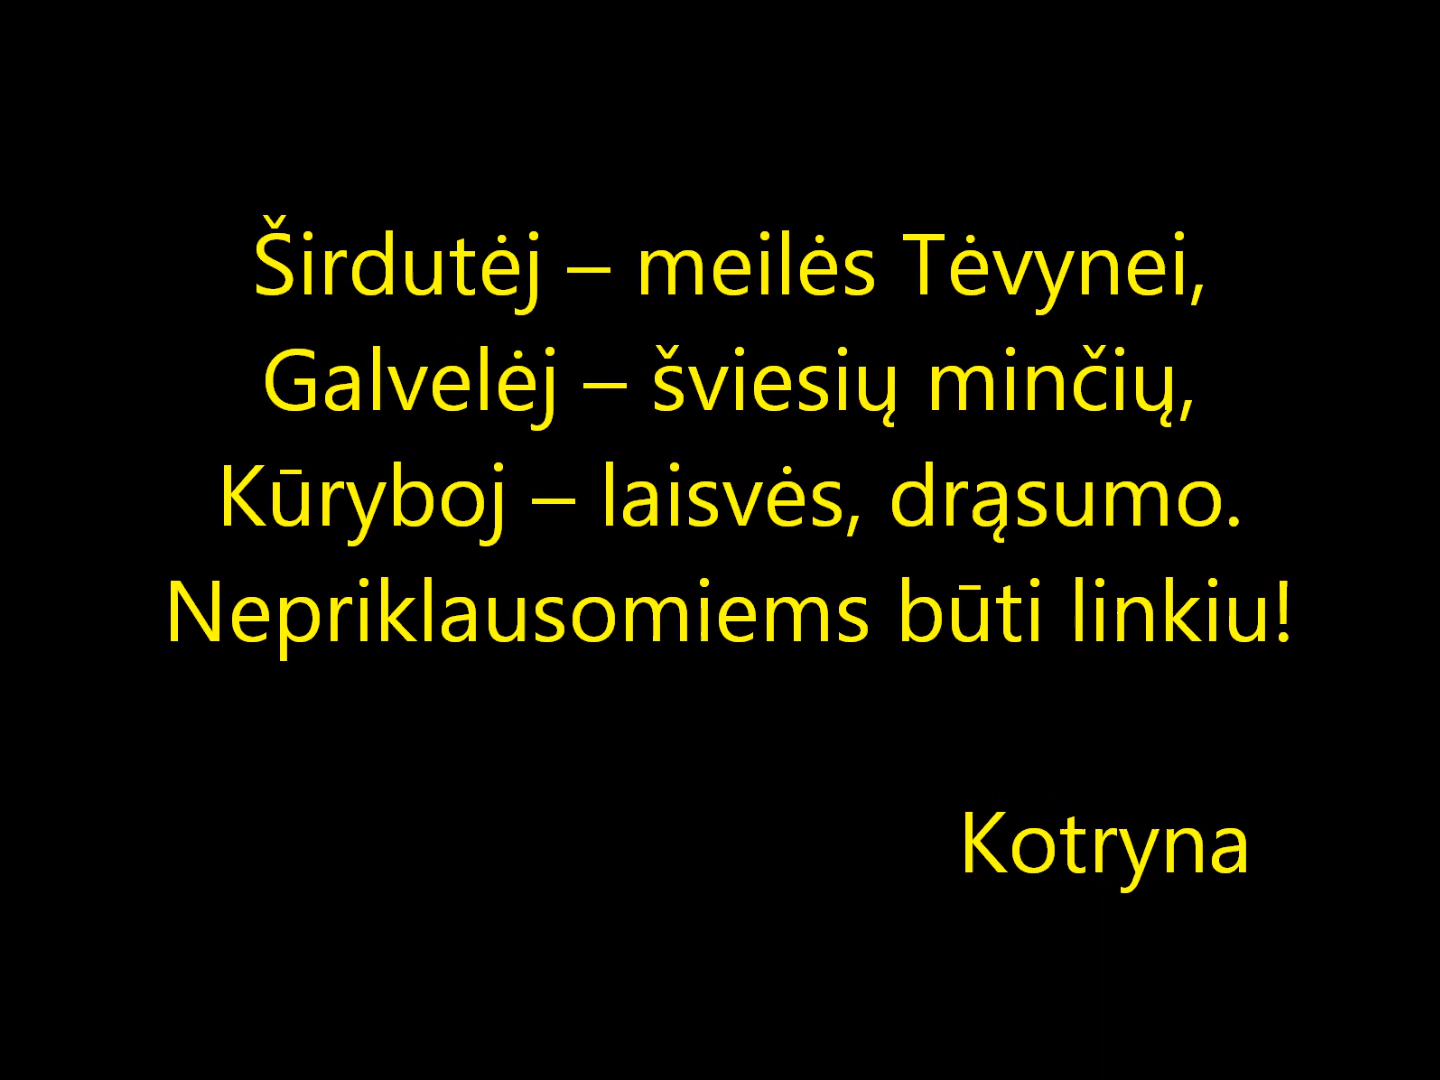 Širdutėj – meilės Tėvynei,
Galvelėj – šviesių minčių,
Kūryboj – laisvės, drąsumo.
Nepriklausomiems būti linkiu!
Kotryna